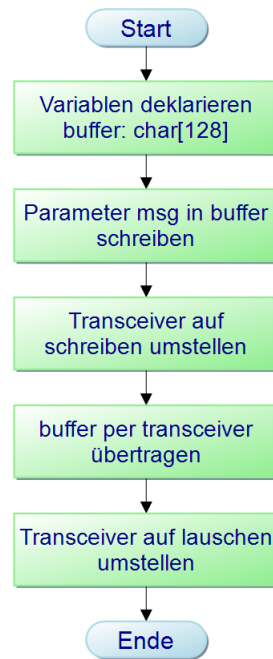 Start
Variablen deklarieren
buffer: char[128]
Parameter msg in buffer
schreiben
Transceiver auf
schreiben umstellen
buffer per transceiver
übertragen
Transceiver auf lauschen
umstellen
Ende